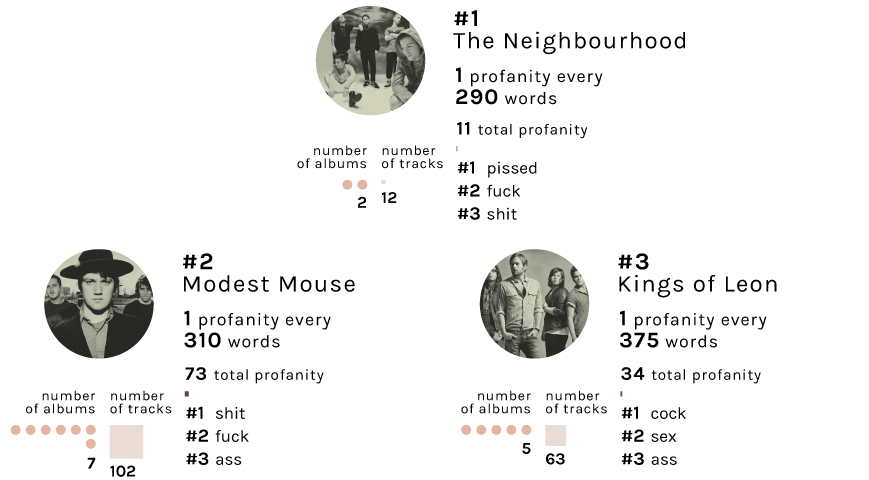 #1
The Neighbourhood
1 profanity every
290 words
11 total profanity
number
of albums
2
number
of tracks
12
#1 pissed
#2 fuck
#3 shit
#2
Modest Mouse
1 profanity every
310 words
73 total profanity
number
of albums
7
number
of tracks
102
#1 shit
#2 fuck
#3 ass
#3
Kings of Leon
1 profanity every
375 words
34 total profanity
number
of albums
5
number
of tracks
63
#1 cock
#2 sex
#3 ass